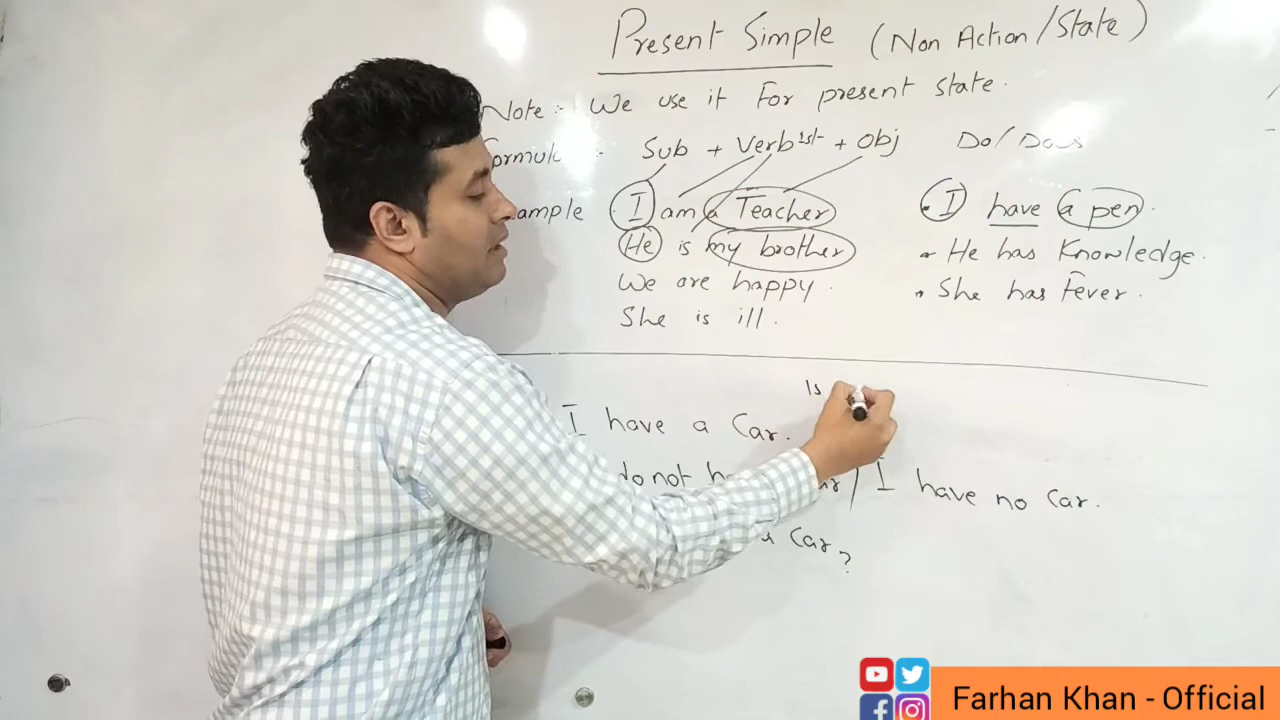 Present Simple (Non Action/State)
Note :- We use it For present state.
Sub + Verb 1st + Obj Do/Does
I am a Teacher
He is my brother
We are happy.
She is ill.
I have a pen.
He has Knowledge.
She has Fever.
Is
I have a Car.
do not / I have no Car.
Car?
Farhan Khan - Official